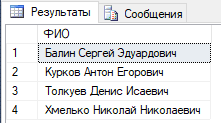 Результаты Сообщения
ФИО
1 Балин Сергей Эдуардович
2 Курков Антон Егорович
3 Толкуев Денис Исаевич
4 Хмелько Николай Николаевич